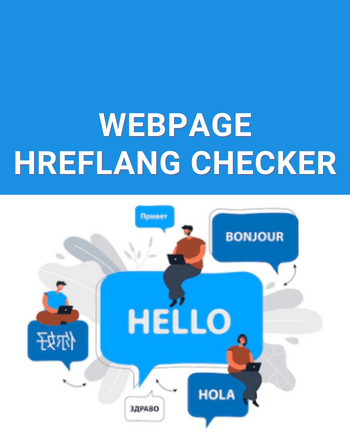 WEBPAGE
HREFLANG CHECKER
Привет
BONJOUR
HELLO
你好
HOLA
ЗДРАВО